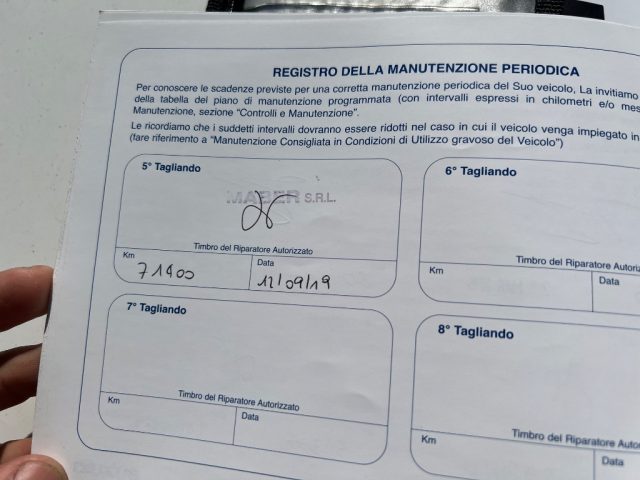 REGISTRO DELLA MANUTENZIONE PERIODICA
Per conoscere le scadenze previste per una corretta manutenzione periodica del Suo veicolo, La invitiamo
della tabella del piano di manutenzione programmata (con intervalli espressi in chilometri e/o
Manutenzione, sezione "Controlli e Manutenzione".
Le ricordiamo che i suddetti intervalli dovranno essere ridotti nel caso in cui il veicolo venga impiegato in
(fare riferimento a "Manutenzione Consigliata in Condizioni di Utilizzo gravoso del Veicolo")
5° Tagliando
MABER S.R.L.
Timbro del Riparatore Autorizzato
Km
71400
Data
12/09/19
6° Tagliando
Timbro del Riparatore
Km
Data
7° Tagliando
Timbro del Riparatore Autorizzato
Km
Data
8° Tagliando
Timbro del Riparatore
Km
Data